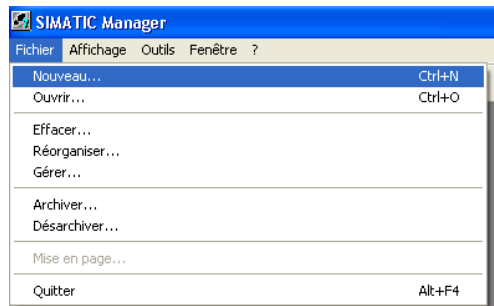 SIMATIC Manager
Fichier Affichage Outils Fenêtre ?
Nouveau... Ctrl+N
Ouvrir... Ctrl+O
Effacer...
Réorganiser...
Gérer...
Archiver...
Désarchiver...
Mise en page...
Quitter Alt+F4